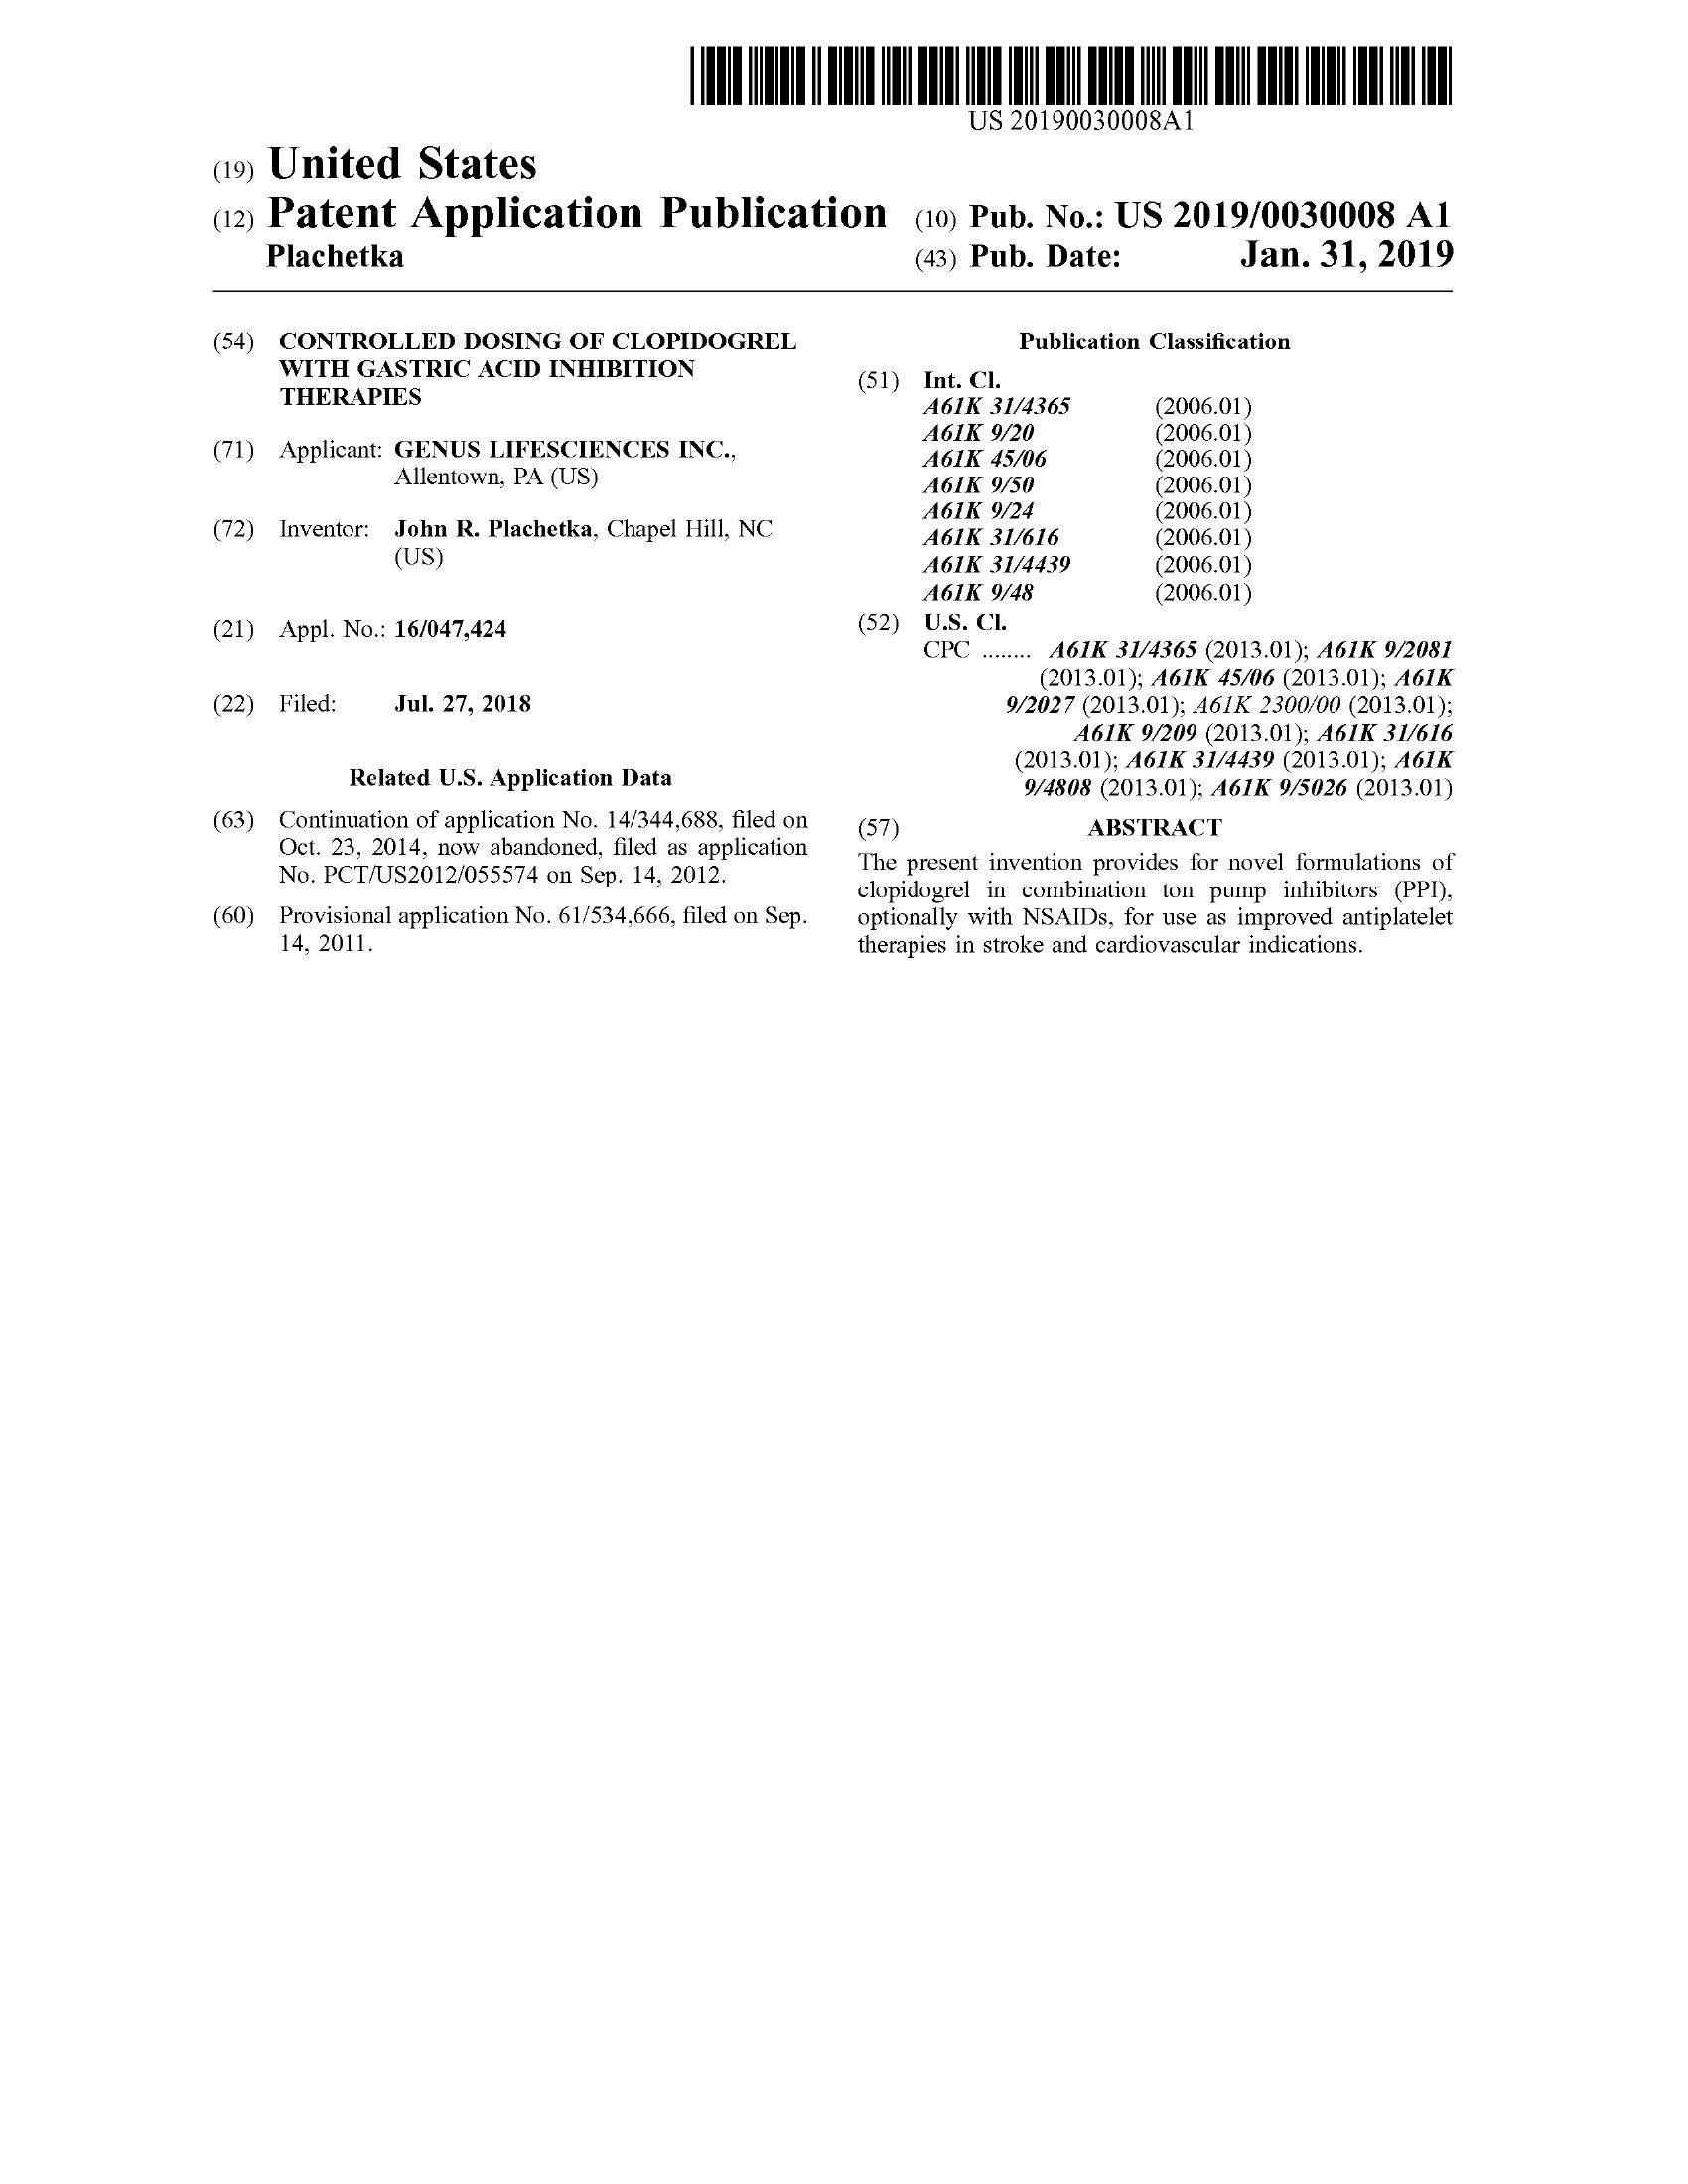 US 20190030008A1
(19) United States
(12) Patent Application Publication
Plachetka
(10) Pub. No.: US 2019/0030008 A1
(43) Pub. Date: Jan. 31, 2019
(54) CONTROLLED DOSING OF CLOPIDOGREL
WITH GASTRIC ACID INHIBITION
THERAPIES
(71) Applicant: GENUS LIFESCIENCES INC.,
Allentown, PA (US)
(72) Inventor: John R. Plachetka, Chapel Hill, NC
(US)
(21) Appl. No.: 16/047,424
(22) Filed: Jul. 27, 2018
Related U.S. Application Data
(63) Continuation of application No. 14/344,688, filed on
Oct. 23, 2014, now abandoned, filed as application
No. PCT/US2012/055574 on Sep. 14, 2012.
(60) Provisional application No. 61/534,666, filed on Sep.
14, 2011.
Publication Classification
(51) Int. Cl.
A61K 31/4365 (2006.01)
A61K 9/20 (2006.01)
A61K 45/06 (2006.01)
A61K 9/50 (2006.01)
A61K 9/24 (2006.01)
A61K 31/616 (2006.01)
A61K 31/4439 (2006.01)
A61K 9/48 (2006.01)
(52) U.S. Cl.
CPC ........ A61K 31/4365 (2013.01); A61K 9/2081
(2013.01); A61K 45/06 (2013.01); A61K
9/2027 (2013.01); A61K 2300/00 (2013.01);
A61K 9/209 (2013.01); A61K 31/616
(2013.01); A61K 31/4439 (2013.01); A61K
9/4808 (2013.01); A61K 9/5026 (2013.01)
(57) ABSTRACT
The present invention provides for novel formulations of
clopidogrel in combination ton pump inhibitors (PPI),
optionally with NSAIDs, for use as improved antiplatelet
therapies in stroke and cardiovascular indications.